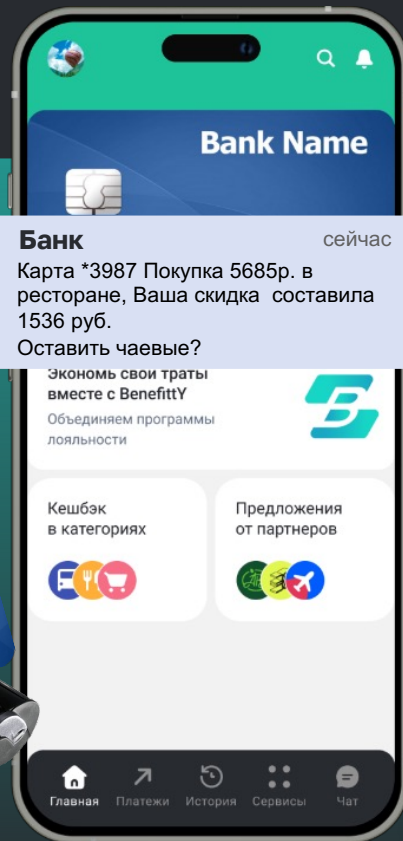 Bank Name
Банк
сейчас
Карта *3987 Покупка 5685р. в
ресторане, Ваша скидка составила
1536 руб.
Оставить чаевые?
Экономь свои траты
вместе с BenefittY
Объединяем программы
лояльности
Кешбэк
в категориях
Предложения
от партнеров
Главная
Платежи
История
Сервисы
Чат